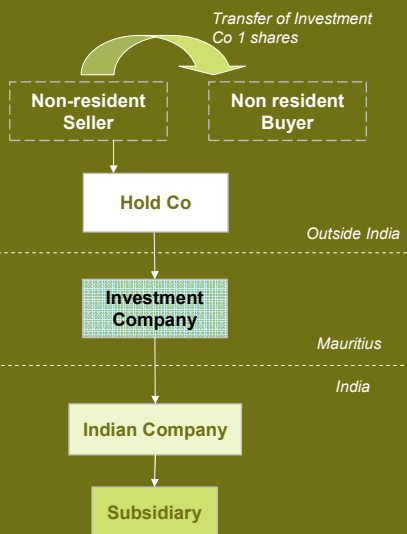 Transfer of Investment
Co 1 shares
Non-resident
Seller
Non resident
Buyer
Hold Co
Outside India
Investment
Company
Mauritius
India
Indian Company
Subsidiary